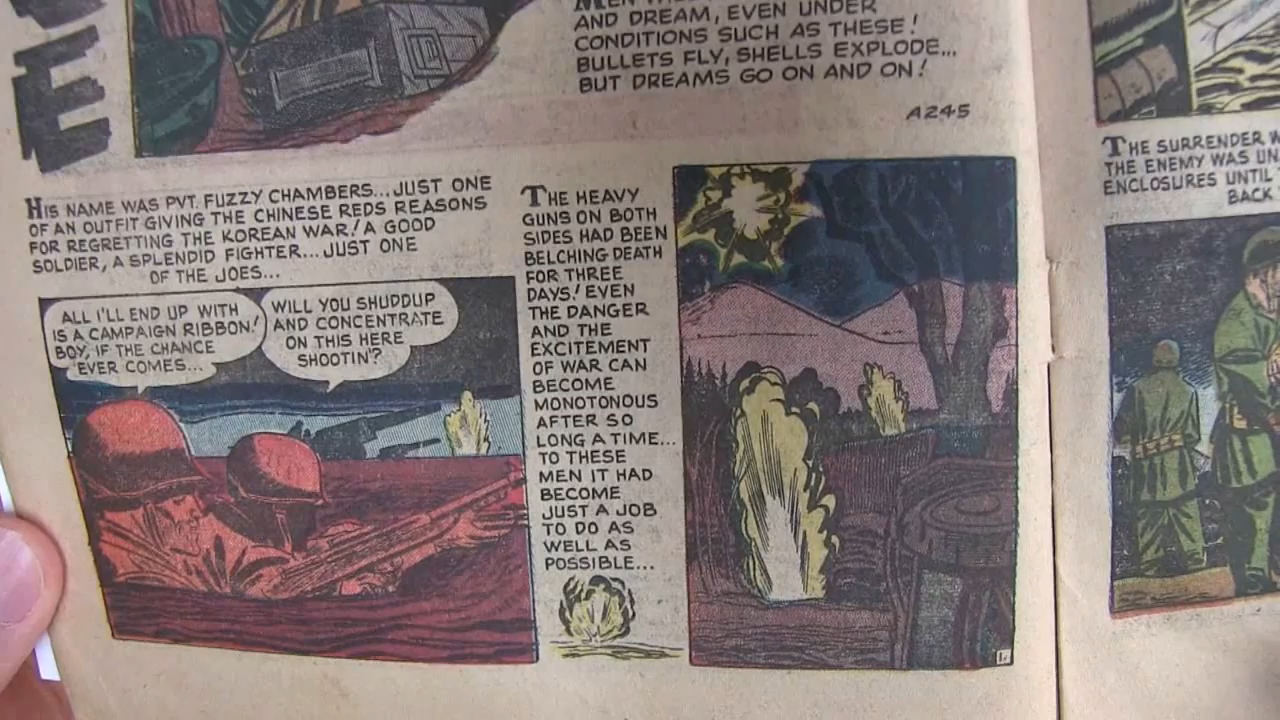 E
AND DREAM, EVEN UNDER
CONDITIONS SUCH AS THESE!
BULLETS FLY, SHELLS EXPLODE...
BUT DREAMS GO ON AND ON!
A245
HIS NAME WAS PVT. FUZZY CHAMBERS... JUST ONE
OF AN OUTFIT GIVING THE CHINESE REDS REASONS
FOR REGRETTING THE KOREAN WAR! A GOOD
SOLDIER, A SPLENDID FIGHTER... JUST ONE
OF THE JOES...
ALL I'LL END UP WITH
IS A CAMPAIGN RIBBON!
BOY, IF THE CHANCE
EVER COMES...
WILL YOU SHUDDUP
AND CONCENTRATE
ON THIS HERE
SHOOTIN'?
THE HEAVY
GUNS ON BOTH
SIDES HAD BEEN
BELCHING DEATH
FOR THREE
DAYS! EVEN
THE DANGER
AND THE
EXCITEMENT
OF WAR CAN
BECOME
MONOTONOUS
AFTER SO
LONG A TIME...
TO THESE
MEN IT HAD
BECOME
JUST A JOB
TO DO AS
WELL AS
POSSIBLE...
1
THE SURRENDER
THE ENEMY WAS
ENCLOSURES UNTIL
BACK